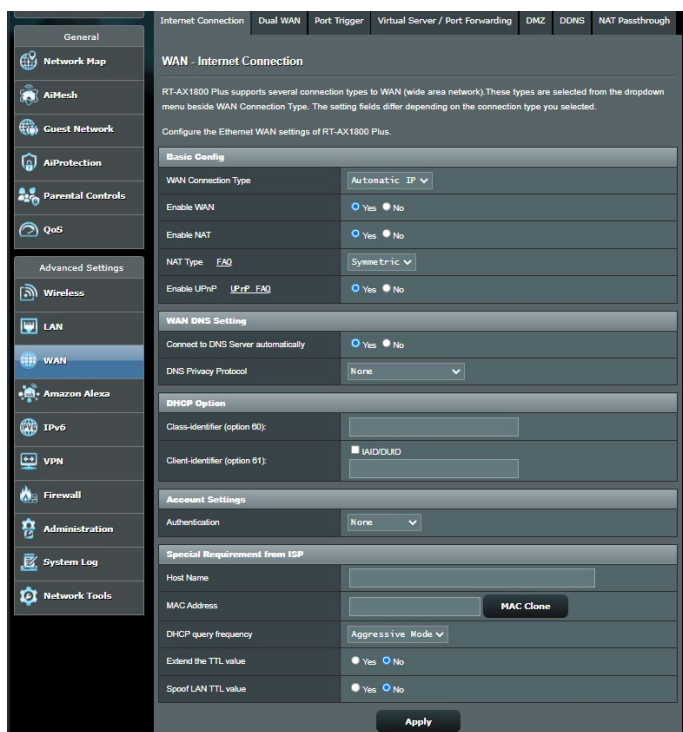 Internet Connection Dual WAN Port Trigger Virtual Server / Port Forwarding DMZ DDNS NAT Passthrough
General
Network Map
AiMesh
Guest Network
AiProtection
Parental Controls
QoS
Advanced Settings
Wireless
LAN
WAN
Amazon Alexa
IPv6
VPN
Firewall
Administration
System Log
Network Tools
WAN - Internet Connection
RT-AX1800 Plus supports several connection types to WAN (wide area network).These types are selected from the dropdown
menu beside WAN Connection Type. The setting fields differ depending on the connection type you selected.
Configure the Ethernet WAN settings of RT-AX1800 Plus.
Basic Config
WAN Connection Type Automatic IP
Enable WAN Yes No
Enable NAT Yes No
NAT Type FAQ Symmetric
Enable UPnP UPnP FAQ Yes No
WAN DNS Setting
Connect to DNS Server automatically Yes No
DNS Privacy Protocol None
DHCP Option
Class-identifier (option 60):
Client-identifier (option 61): IAID/DUID
Account Settings
Authentication None
Special Requirement from ISP
Host Name
MAC Address MAC Clone
DHCP query frequency Aggressive Mode
Extend the TTL value Yes No
Spoof LAN TTL value Yes No
Apply